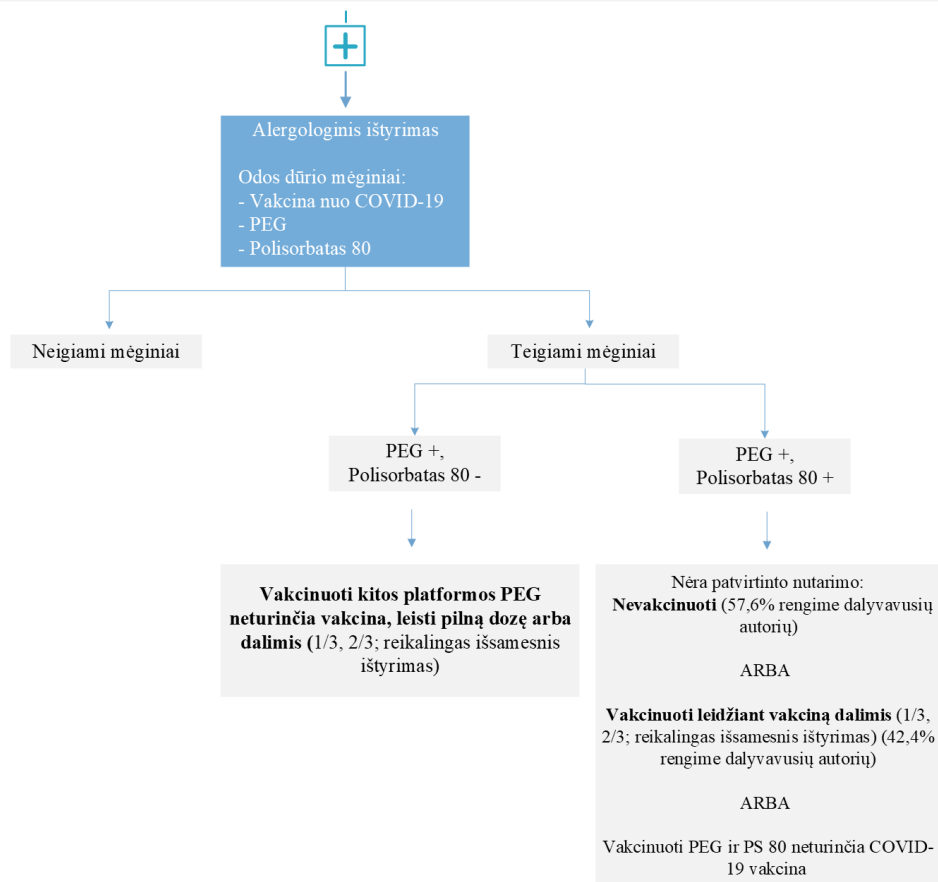 Alergologinis ištyrimas
Odos dūrio mėginiai:
- Vakcina nuo COVID-19
- PEG
- Polisorbatas 80
Neigiami mėginiai
Teigiami mėginiai
PEG +,
Polisorbatas 80 -
PEG +,
Polisorbatas 80 +
Vakcinuoti kitos platformos PEG
neturinčia vakcina, leisti pilną dozę arba
dalimis (1/3, 2/3; reikalingas išsamesnis
ištyrimas)
Nėra patvirtinto nutarimo:
Nevakcinuoti (57,6% rengime dalyvavusių
autorių)
ARBA
Vakcinuoti leidžiant vakciną dalimis (1/3,
2/3; reikalingas išsamesnis ištyrimas) (42,4%
rengime dalyvavusių autorių)
ARBA
Vakcinuoti PEG ir PS 80 neturinčia COVID-
19 vakcina